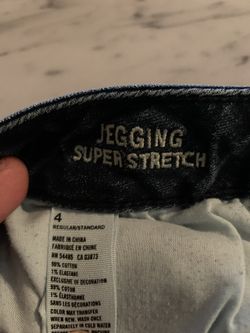 JEGGING
SUPER STRETCH
4
REGULAR/STANDARD
MADE IN CHINA
FABRIQUÉ EN CHINE
RN 54485 CA 03873
99% COTTON
1% ELASTANE
EXCLUSIVE OF DECORATION
99% COTON
1% ÉLASTHANNE
SANS LES DÉCORATIONS
COLOR MAY TRANSFER
WHEN NEW. WASH ONCE
SEPARATELY IN COLD WATER